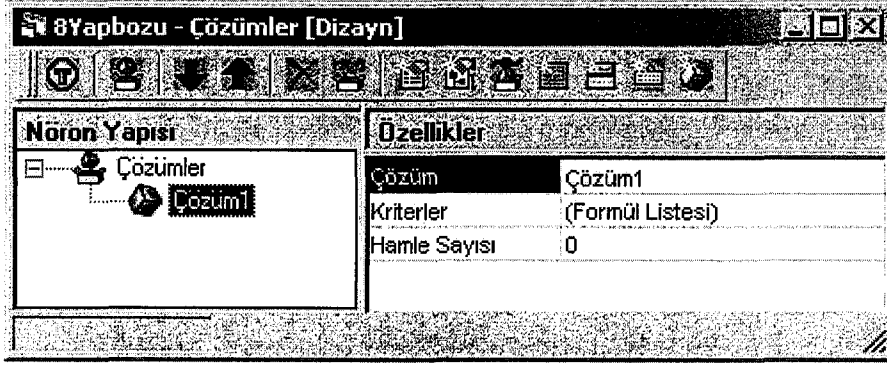 8Yapbozu - Çözümler [Dizayn]
Nöron Yapısı
Özellikler
Çözümler
Çözüm1
Çözüm Çözüm1
Kriterler (Formül Listesi)
Hamle Sayısı 0